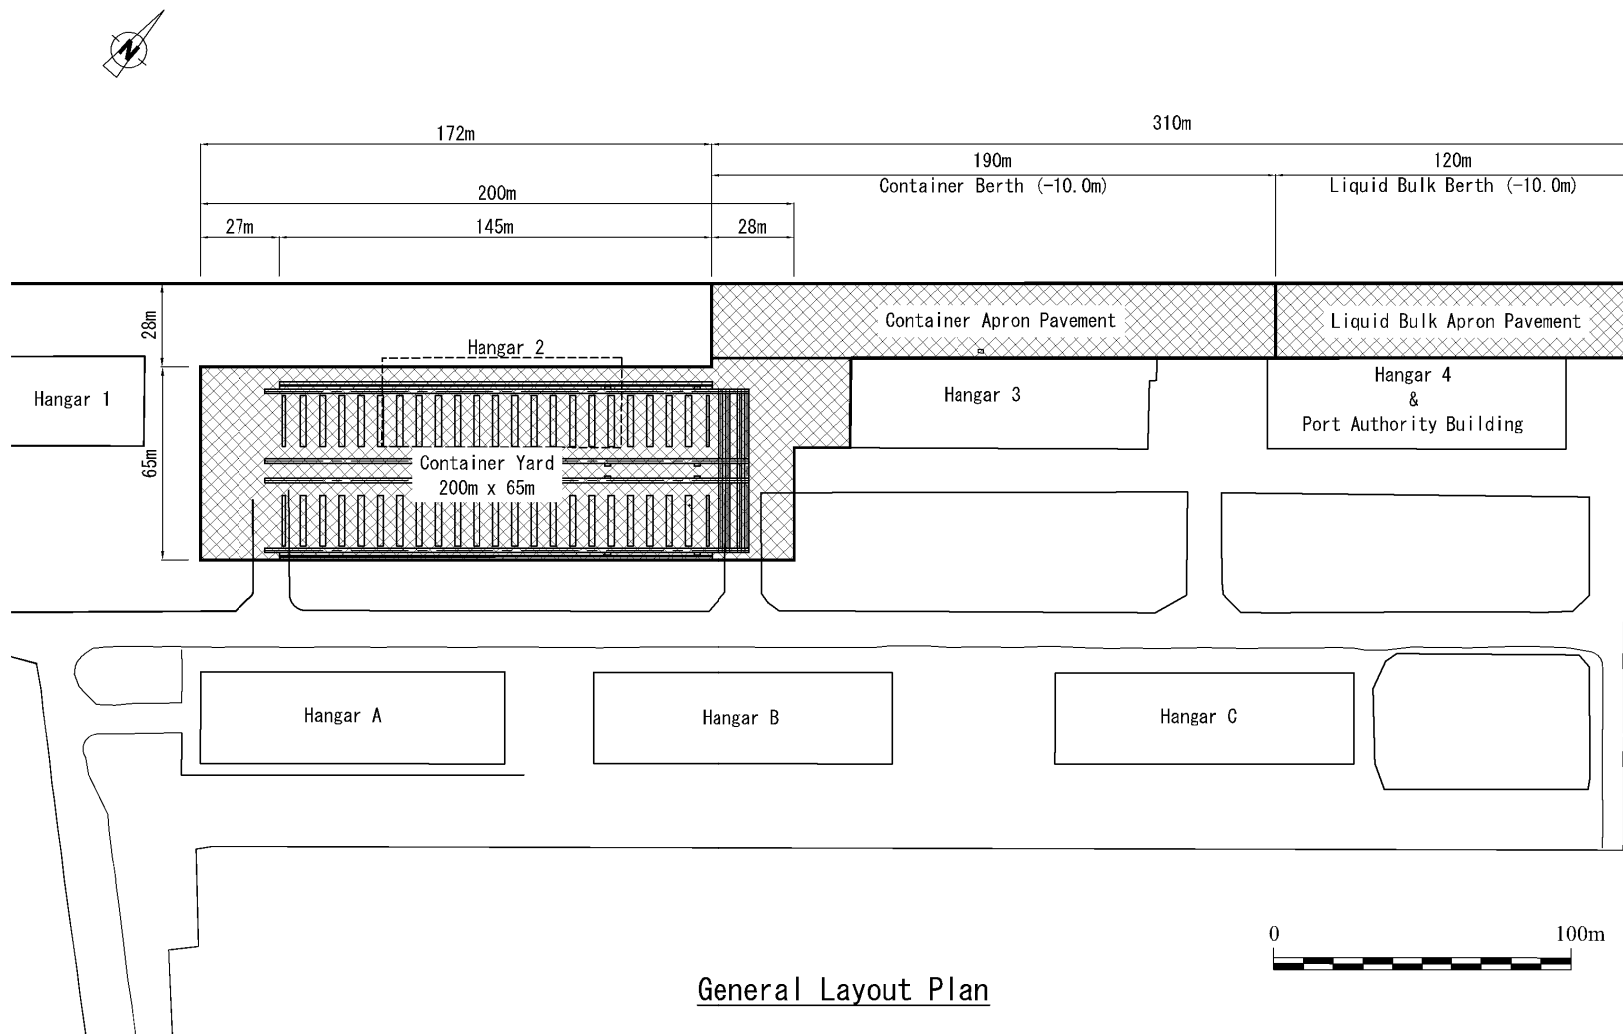 N
172m
310m
190m
120m
Container Berth (-10.0m)
Liquid Bulk Berth (-10.0m)
200m
27m
145m
28m
28m
Container Apron Pavement
Liquid Bulk Apron Pavement
Hangar 2
Hangar 1
Hangar 3
Hangar 4
&
Port Authority Building
65m
Container Yard
200m x 65m
Hangar A
Hangar B
Hangar C
0
100m
General Layout Plan